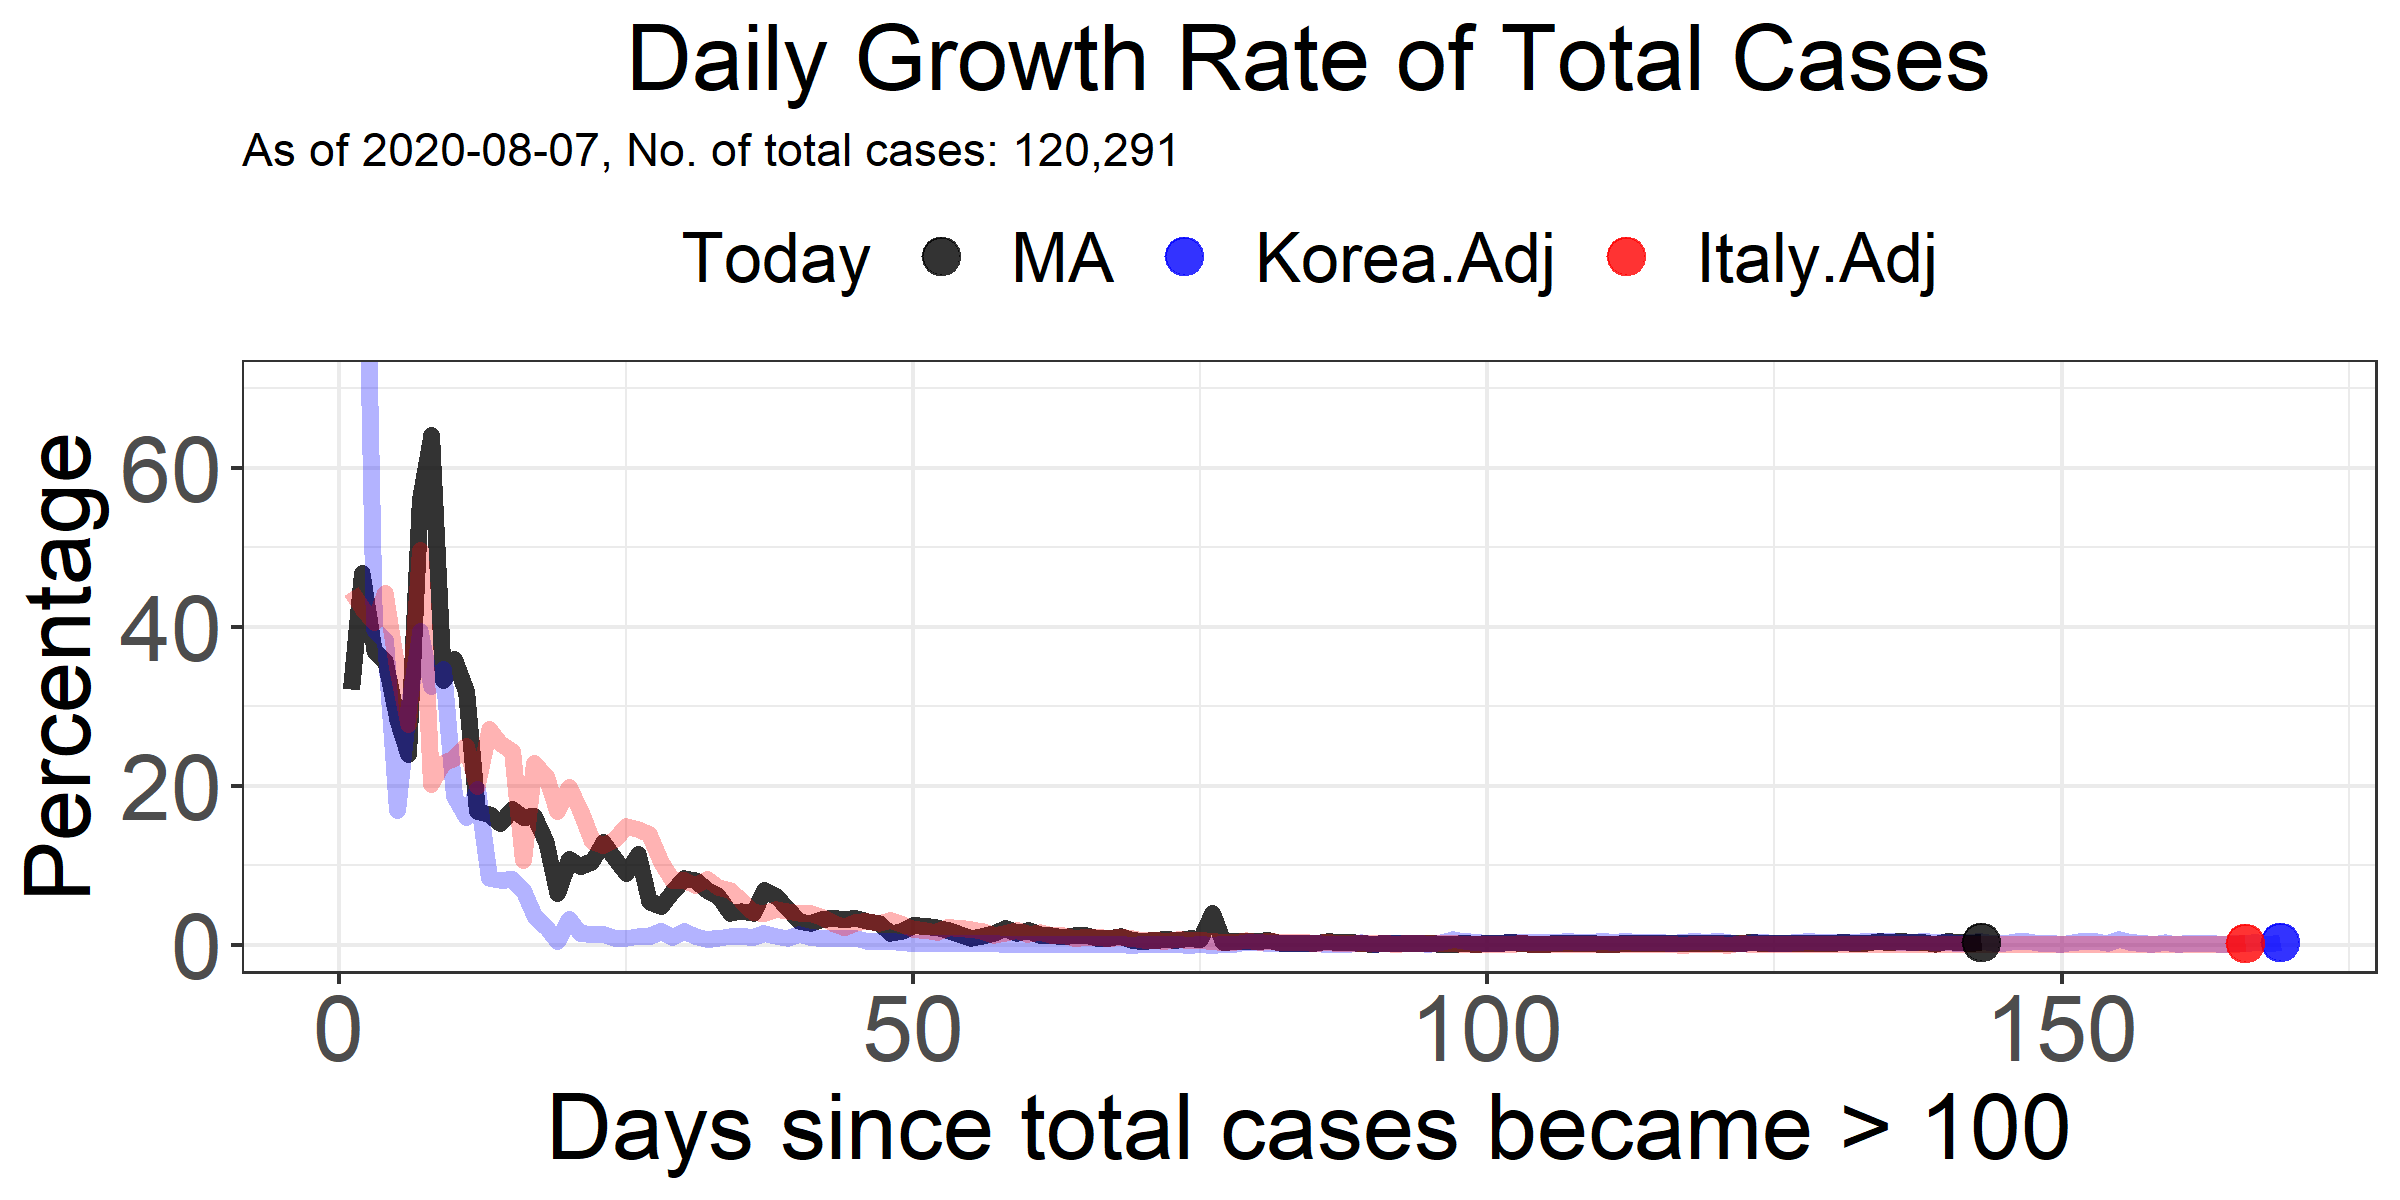 Daily Growth Rate of Total Cases
As of 2020-08-07, No. of total cases: 120,291
Today MA Korea.Adj Italy.Adj
Percentage
60
40
20
0
0 50 100 150
Days since total cases became > 100